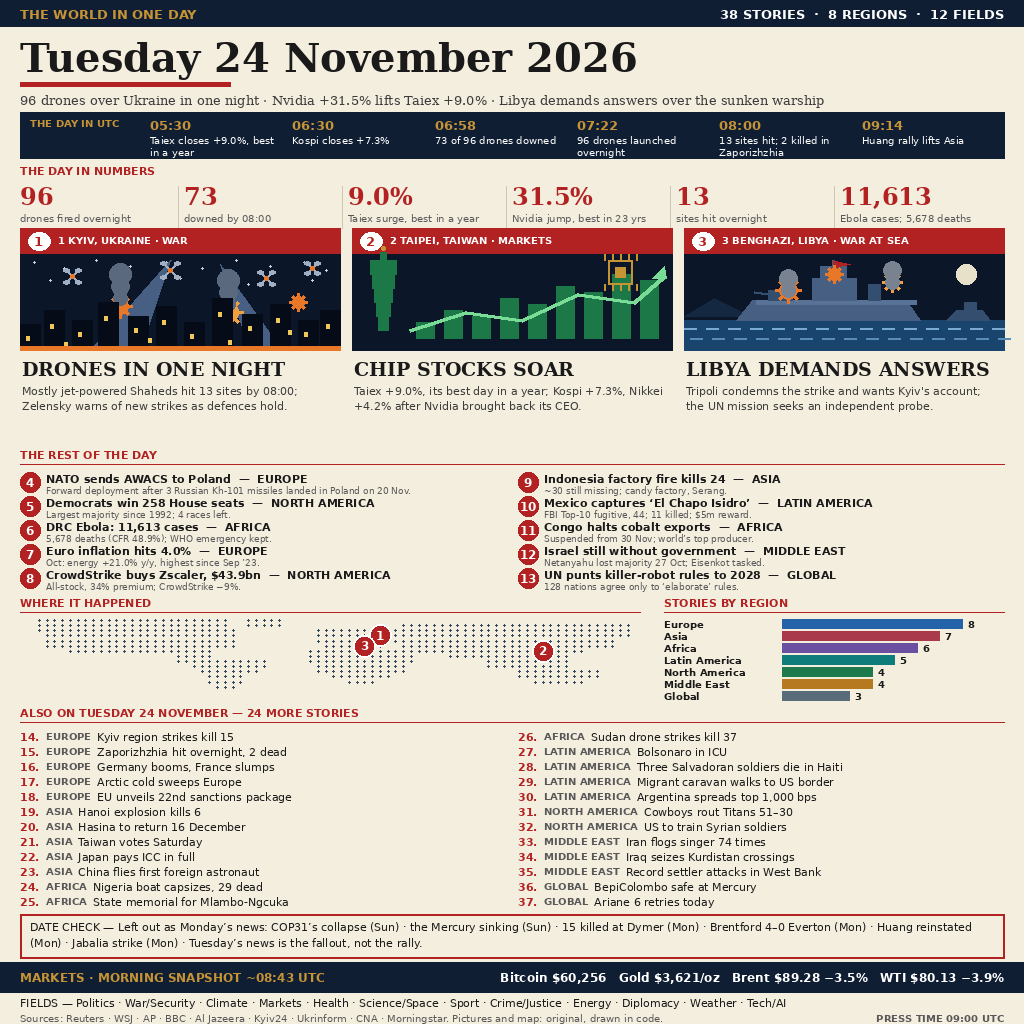 THE WORLD IN ONE DAY
38 STORIES · 8 REGIONS · 12 FIELDS
Tuesday 24 November 2026
96 drones over Ukraine in one night · Nvidia +31.5% lifts Taiex +9.0% · Libya demands answers over the sunken warship
THE DAY IN UTC
05:30
Taiex closes +9.0%, best
in a year
06:30
Kospi closes +7.3%
06:58
73 of 96 drones downed
07:22
96 drones launched
overnight
08:00
13 sites hit; 2 killed in
Zaporizhzhia
09:14
Huang rally lifts Asia
THE DAY IN NUMBERS
96
drones fired overnight
73
downed by 08:00
9.0%
Taiex surge, best in a year
31.5%
Nvidia jump, best in 23 yrs
13
sites hit overnight
11,613
Ebola cases; 5,678 deaths
1 1 KYIV, UKRAINE · WAR
DRONES IN ONE NIGHT
Mostly jet-powered Shaheds hit 13 sites by 08:00;
Zelensky warns of new strikes as defences hold.
2 2 TAIPEI, TAIWAN · MARKETS
CHIP STOCKS SOAR
Taiex +9.0%, its best day in a year; Kospi +7.3%, Nikkei
+4.2% after Nvidia brought back its CEO.
3 3 BENGHAZI, LIBYA · WAR AT SEA
LIBYA DEMANDS ANSWERS
Tripoli condemns the strike and wants Kyiv's account;
the UN mission seeks an independent probe.
THE REST OF THE DAY
4 NATO sends AWACS to Poland — EUROPE
Forward deployment after 3 Russian Kh-101 missiles landed in Poland on 20 Nov.
5 Democrats win 258 House seats — NORTH AMERICA
Largest majority since 1992; 4 races left.
6 DRC Ebola: 11,613 cases — AFRICA
5,678 deaths (CFR 48.9%); WHO emergency kept.
7 Euro inflation hits 4.0% — EUROPE
Oct: energy +21.0% y/y, highest since Sep ’23.
8 CrowdStrike buys Zscaler, $43.9bn — NORTH AMERICA
All-stock, 34% premium; CrowdStrike −9%.
9 Indonesia factory fire kills 24 — ASIA
~30 still missing; candy factory, Serang.
10 Mexico captures ‘El Chapo Isidro’ — LATIN AMERICA
FBI Top-10 fugitive, 44; 11 killed; $5m reward.
11 Congo halts cobalt exports — AFRICA
Suspended from 30 Nov; world's top producer.
12 Israel still without government — MIDDLE EAST
Netanyahu lost majority 27 Oct; Eisenkot tasked.
13 UN punts killer-robot rules to 2028 — GLOBAL
128 nations agree only to ‘elaborate’ rules.
WHERE IT HAPPENED
1
3
2
STORIES BY REGION
Europe 8
Asia 7
Africa 6
Latin America 5
North America 4
Middle East 4
Global 3
ALSO ON TUESDAY 24 NOVEMBER — 24 MORE STORIES
14. EUROPE Kyiv region strikes kill 15
15. EUROPE Zaporizhzhia hit overnight, 2 dead
16. EUROPE Germany booms, France slumps
17. EUROPE Arctic cold sweeps Europe
18. EUROPE EU unveils 22nd sanctions package
19. ASIA Hanoi explosion kills 6
20. ASIA Hasina to return 16 December
21. ASIA Taiwan votes Saturday
22. ASIA Japan pays ICC in full
23. ASIA China flies first foreign astronaut
24. AFRICA Nigeria boat capsizes, 29 dead
25. AFRICA State memorial for Mlambo-Ngcuka
26. AFRICA Sudan drone strikes kill 37
27. LATIN AMERICA Bolsonaro in ICU
28. LATIN AMERICA Three Salvadoran soldiers die in Haiti
29. LATIN AMERICA Migrant caravan walks to US border
30. LATIN AMERICA Argentina spreads top 1,000 bps
31. NORTH AMERICA Cowboys rout Titans 51–30
32. NORTH AMERICA US to train Syrian soldiers
33. MIDDLE EAST Iran flogs singer 74 times
34. MIDDLE EAST Iraq seizes Kurdistan crossings
35. MIDDLE EAST Record settler attacks in West Bank
36. GLOBAL BepiColombo safe at Mercury
37. GLOBAL Ariane 6 retries today
DATE CHECK — Left out as Monday’s news: COP31’s collapse (Sun) · the Mercury sinking (Sun) · 15 killed at Dymer (Mon) · Brentford 4–0 Everton (Mon) · Huang reinstated
(Mon) · Jabalia strike (Mon) · Tuesday’s news is the fallout, not the rally.
MARKETS · MORNING SNAPSHOT ~08:43 UTC
Bitcoin $60,256 Gold $3,621/oz Brent $89.28 −3.5% WTI $80.13 −3.9%
FIELDS — Politics · War/Security · Climate · Markets · Health · Science/Space · Sport · Crime/Justice · Energy · Diplomacy · Weather · Tech/AI
Sources: Reuters · WSJ · AP · BBC · Al Jazeera · Kyiv24 · Ukrinform · CNA · Morningstar. Pictures and map: original, drawn in code.
PRESS TIME 09:00 UTC